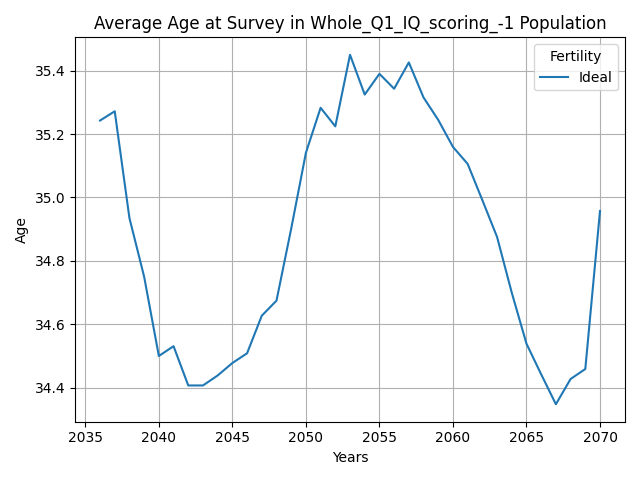 Average Age at Survey in Whole_Q1_IQ_scoring_-1 Population
Fertility
Ideal
35.4
35.2
35.0
34.8
34.6
34.4
Age
2035
2040
2045
2050
2055
2060
2065
2070
Years